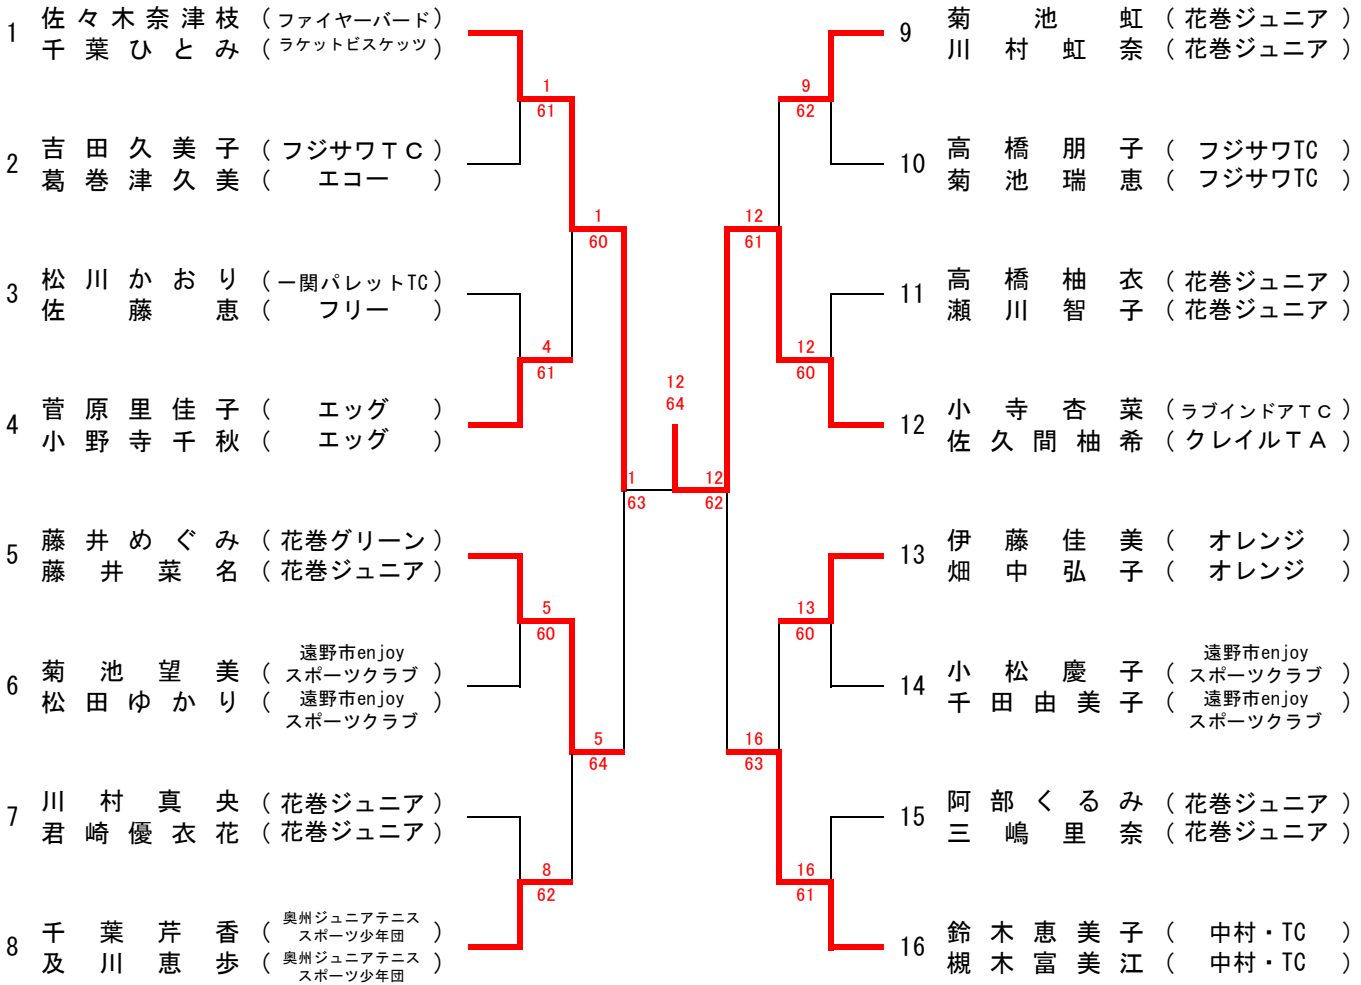 1 佐々木奈津枝 (ファイヤーバード)
千葉ひとみ (ラケットビスケッツ)
2 吉田久美子 (フジサワＴＣ)
葛巻津久美 (エコー)
3 松川かおり (一関パレットTC)
佐藤恵 (フリー)
4 菅原里佳子 (エッグ)
小野寺千秋 (エッグ)
5 藤井めぐみ (花巻グリーン)
藤井菜名 (花巻ジュニア)
6 菊池望美 (遠野市enjoy
スポーツクラブ)
松田ゆかり (遠野市enjoy
スポーツクラブ)
7 川村真央 (花巻ジュニア)
君崎優衣花 (花巻ジュニア)
8 千葉芹香 (奥州ジュニアテニス
スポーツ少年団)
及川恵歩 (奥州ジュニアテニス
スポーツ少年団)
1
61
4
61
5
60
8
62
1
60
5
64
1
63
12
64
12
62
12
61
16
63
9
62
12
60
13
60
16
61
9 菊池虹 (花巻ジュニア)
川村虹奈 (花巻ジュニア)
10 高橋朋子 (フジサワTC)
菊池瑞恵 (フジサワTC)
11 高橋柚衣 (花巻ジュニア)
瀬川智子 (花巻ジュニア)
12 小寺杏菜 (ラブインドアＴＣ)
佐久間柚希 (クレイルＴＡ)
13 伊藤佳美 (オレンジ)
畑中弘子 (オレンジ)
14 小松慶子 (遠野市enjoy
スポーツクラブ)
千田由美子 (遠野市enjoy
スポーツクラブ)
15 阿部くるみ (花巻ジュニア)
三嶋里奈 (花巻ジュニア)
16 鈴木恵美子 (中村・TC)
槻木富美江 (中村・TC)